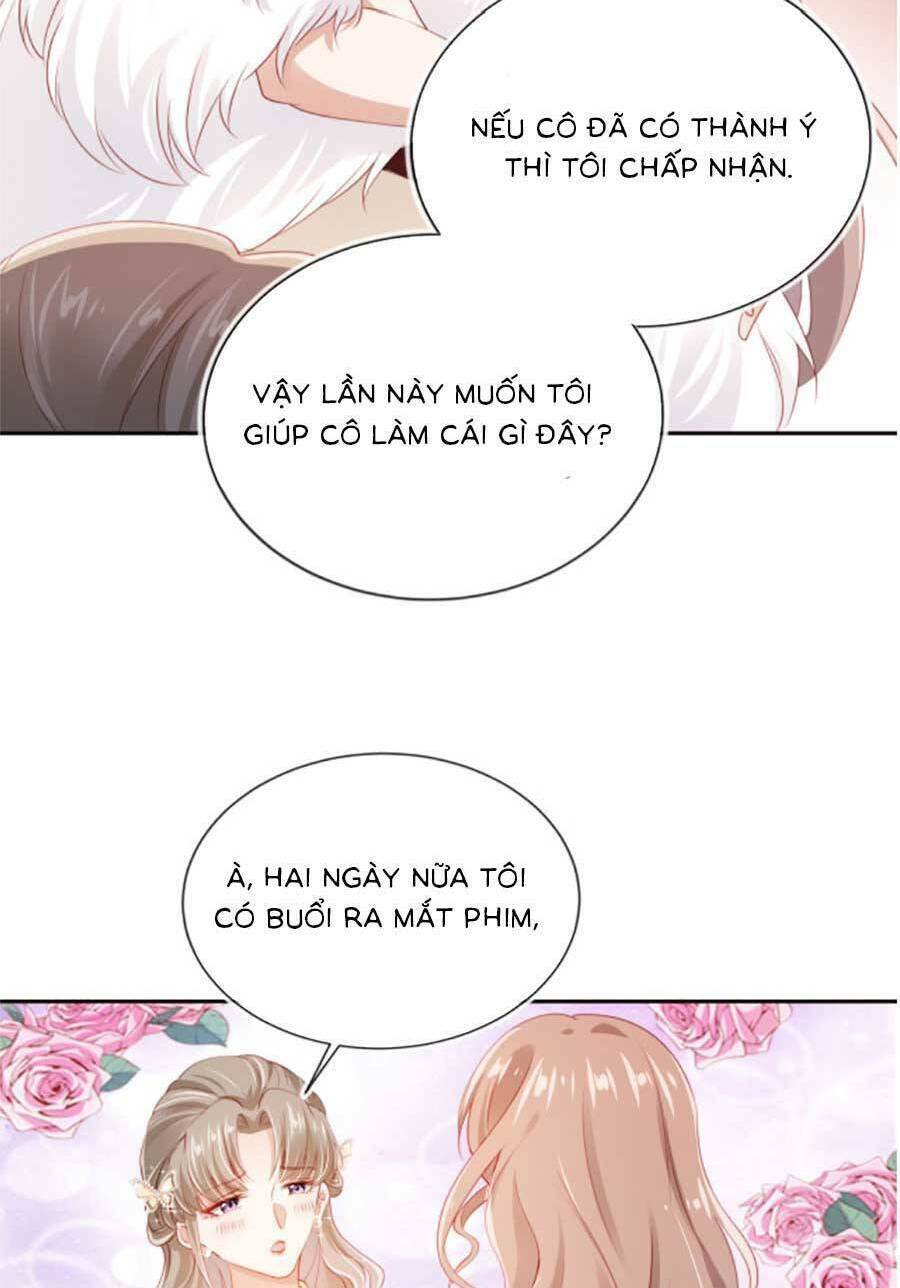 NẾU CÔ ĐÃ CÓ THÀNH Ý
THÌ TÔI CHẤP NHẬN.
VẬY LẦN NÀY MUỐN TÔI
GIÚP CÔ LÀM CÁI GÌ ĐÂY?
À, HAI NGÀY NỮA TÔI
CÓ BUỔI RA MẮT PHIM,